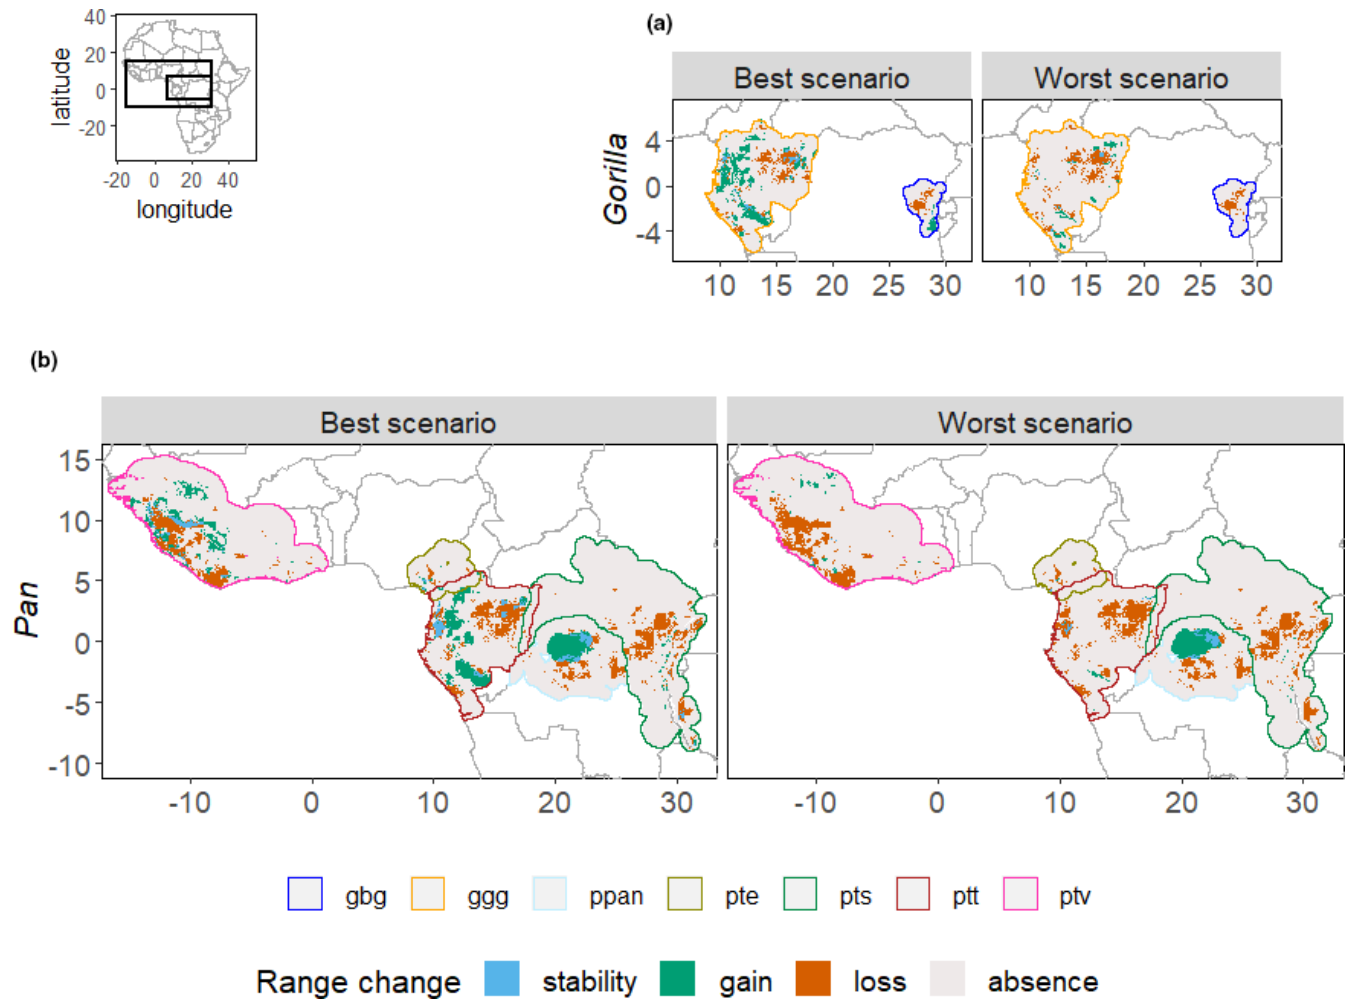 40
20
0
-20
latitude
-20 0 20 40
longitude
(a)
Best scenario
Worst scenario
Gorilla
4
0
-4
10 15 20 25 30
10 15 20 25 30
(b)
Best scenario
Worst scenario
Pan
15
10
5
0
-5
-10
-10 0 10 20 30
-10 0 10 20 30
gbg ggg ppan pte pts ptt ptv
Range change stability gain loss absence